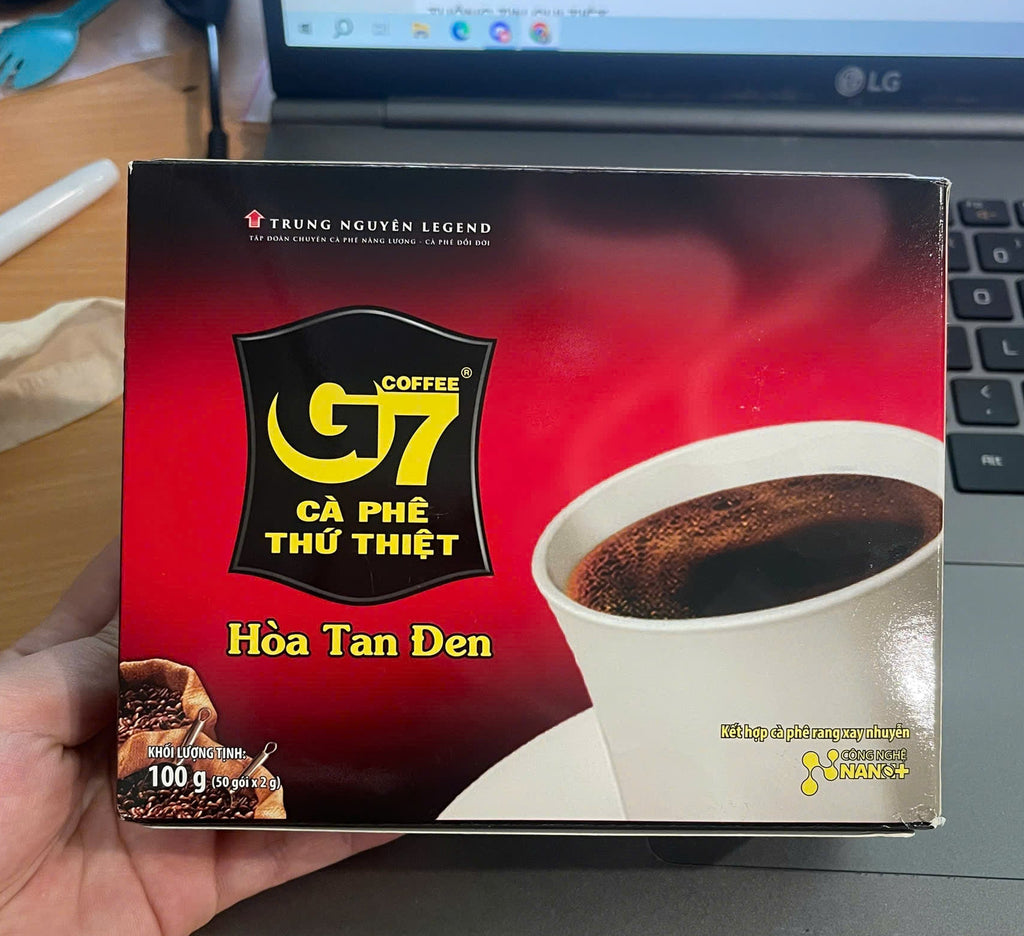 LG
TRUNG NGUYÊN LEGEND
TẬP ĐOÀN CHUYÊN CÀ PHÊ NĂNG LƯỢNG - CÀ PHÊ ĐỔI ĐỜI
COFFEE ®
G7
CÀ PHÊ
THỨ THIỆT
Hòa Tan Đen
KHỐI LƯỢNG TỊNH:
100 g (50 gói x 2 g)
Kết hợp cà phê rang xay nhuyễn
CÔNG NGHỆ
NANO+
L
Alt